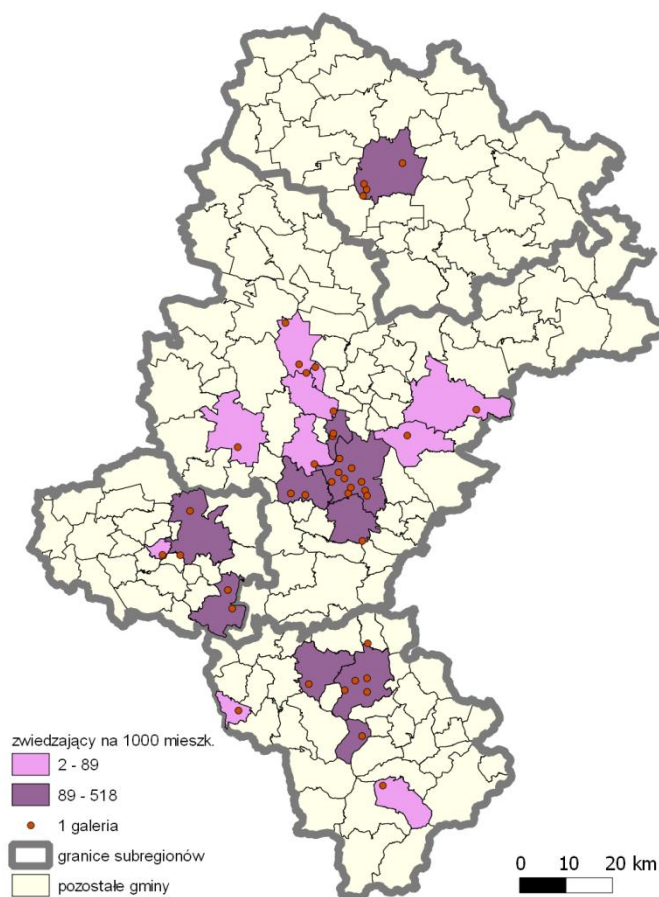 zwiedzający na 1000 mieszk.
2 - 89
89 - 518
1 galeria
granice subregionów
pozostałe gminy
0 10 20 km